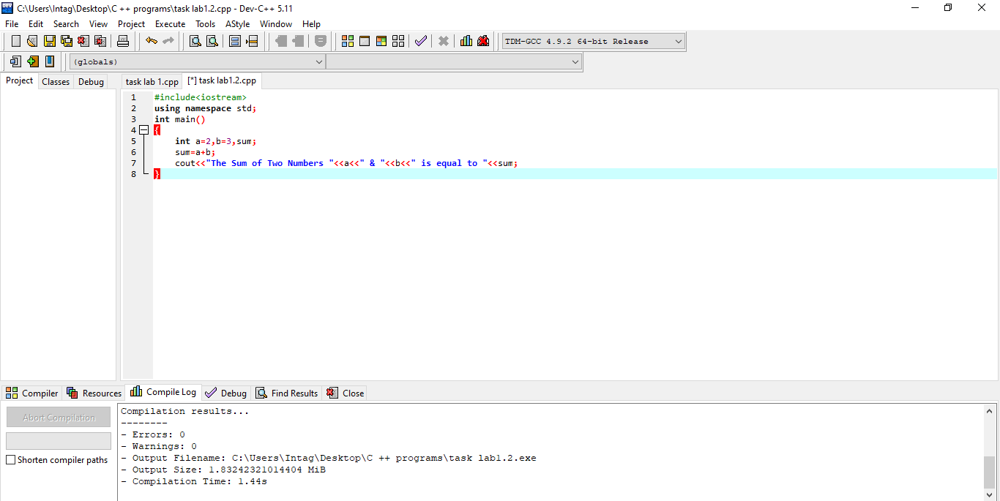 C:\Users\Intag\Desktop\C ++ programs\task lab1.2.cpp - Dev-C++ 5.11
File Edit Search View Project Execute Tools AStyle Window Help
TDM-GCC 4.9.2 64-bit Release
(globals)
Project Classes Debug
task lab 1.cpp [*] task lab1.2.cpp
1 #include<iostream>
2 using namespace std;
3 int main()
4 {
5 int a=2,b=3,sum;
6 sum=a+b;
7 cout<<"The Sum of Two Numbers "<<a<<" & "<<b<<" is equal to "<<sum;
8 }
Compiler Resources Compile Log Debug Find Results Close
Abort Compilation
Shorten compiler paths
Compilation results...
--------
- Errors: 0
- Warnings: 0
- Output Filename: C:\Users\Intag\Desktop\C ++ programs\task lab1.2.exe
- Output Size: 1.83242321014404 MiB
- Compilation Time: 1.44s